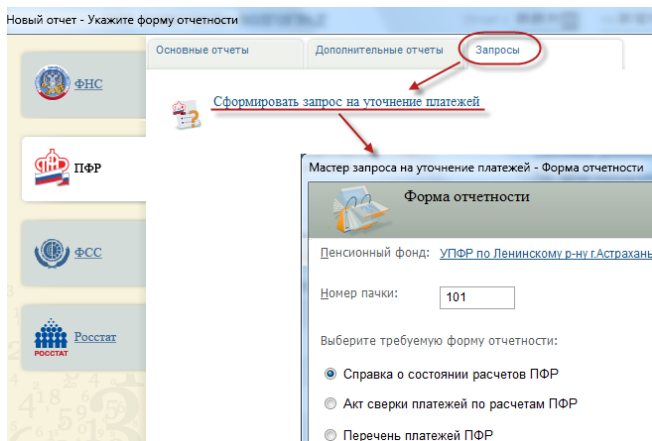 Новый отчет - Укажите форму отчетности
Основные отчеты
Дополнительные отчеты
Запросы
ФНС
Сформировать запрос на уточнение платежей
ПФР
Мастер запроса на уточнение платежей - Форма отчетности
Форма отчетности
Пенсионный фонд: УПФР по Ленинскому р-ну г.Астрахань
Номер пачки: 101
ФСС
Выберите требуемую форму отчетности:
РОССТАТ
Росстат
Справка о состоянии расчетов ПФР
Акт сверки платежей по расчетам ПФР
Перечень платежей ПФР